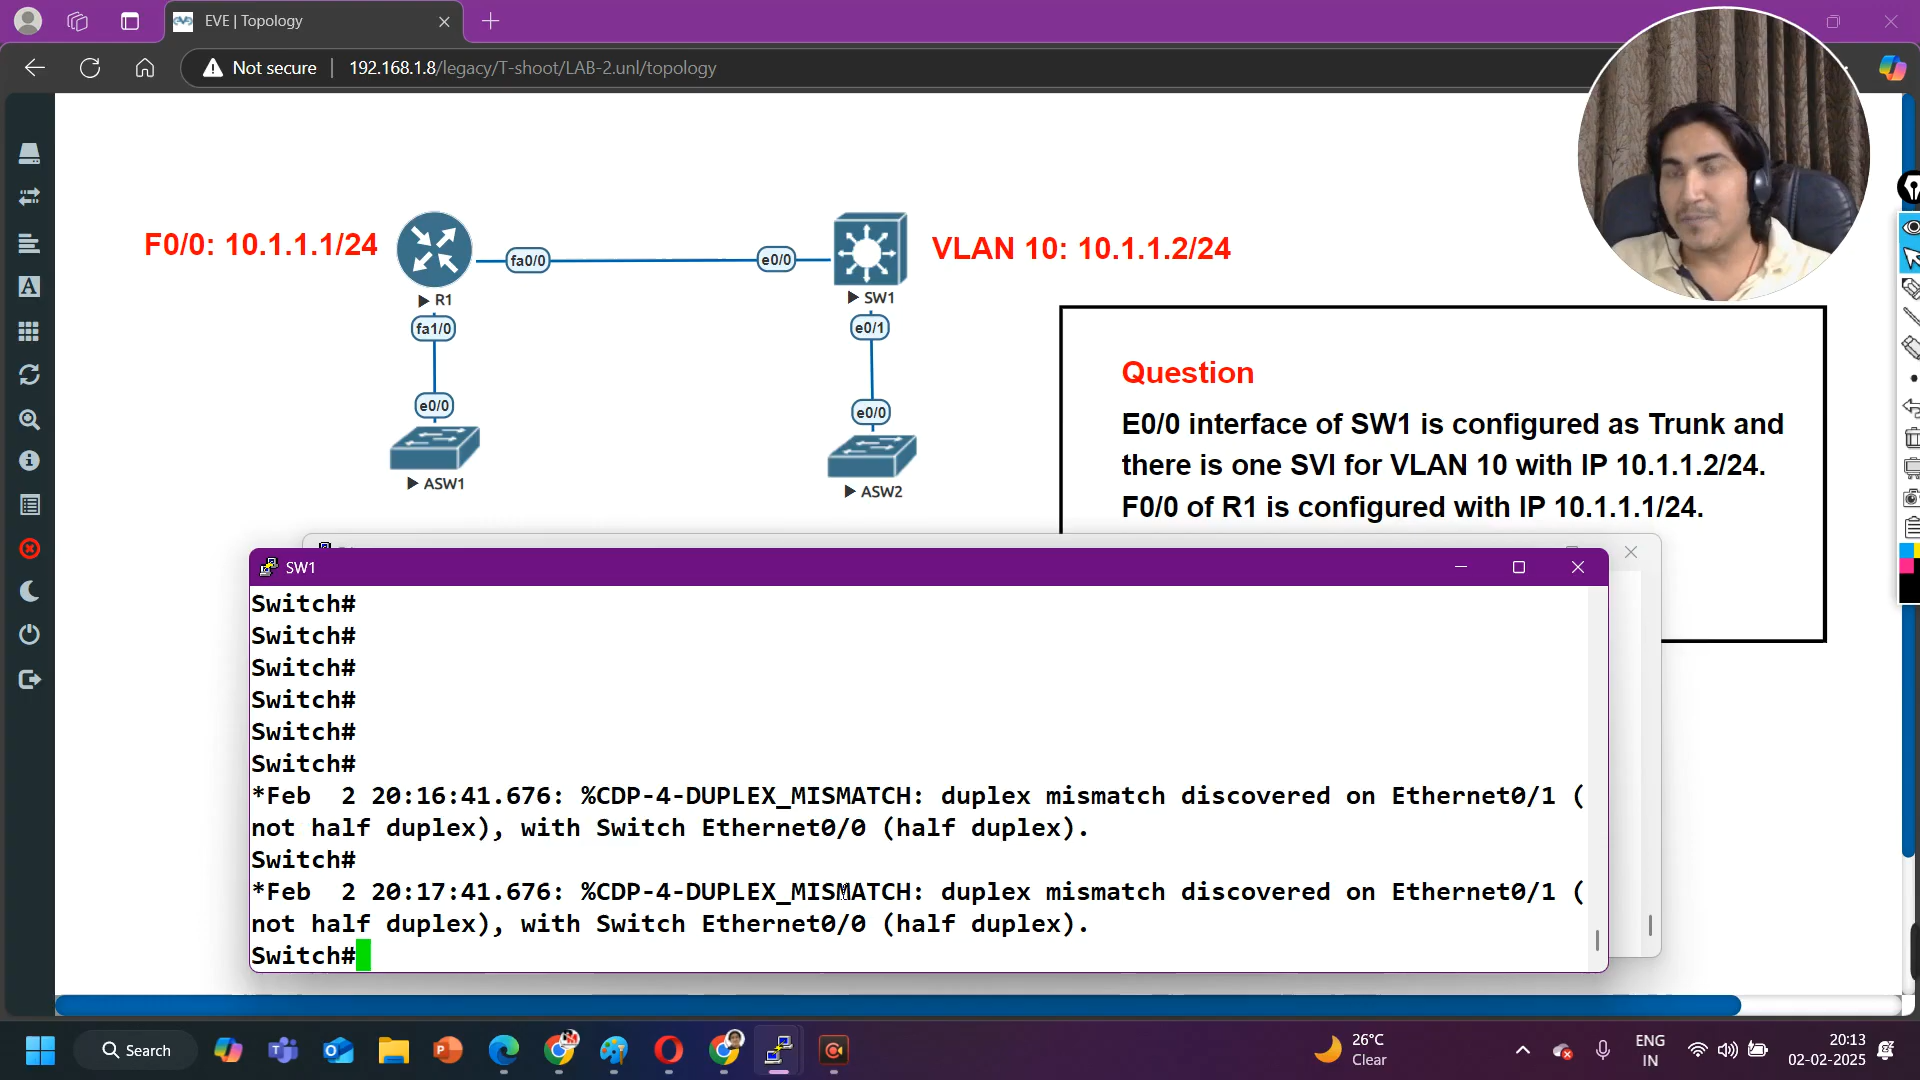 EVE | Topology
Not secure
192.168.1.8/legacy/T-shoot/LAB-2.unl/topology
F0/0: 10.1.1.1/24
fa0/0
e0/0
VLAN 10: 10.1.1.2/24
R1
SW1
fa1/0
e0/1
e0/0
e0/0
ASW1
ASW2
Question
E0/0 interface of SW1 is configured as Trunk and
there is one SVI for VLAN 10 with IP 10.1.1.2/24.
F0/0 of R1 is configured with IP 10.1.1.1/24.
SW1
Switch#
Switch#
Switch#
Switch#
Switch#
Switch#
*Feb  2 20:16:41.676: %CDP-4-DUPLEX_MISMATCH: duplex mismatch discovered on Ethernet0/1 (
not half duplex), with Switch Ethernet0/0 (half duplex).
Switch#
*Feb  2 20:17:41.676: %CDP-4-DUPLEX_MISMATCH: duplex mismatch discovered on Ethernet0/1 (
not half duplex), with Switch Ethernet0/0 (half duplex).
Switch#
Search
26°C
Clear
ENG
IN
20:13
02-02-2025